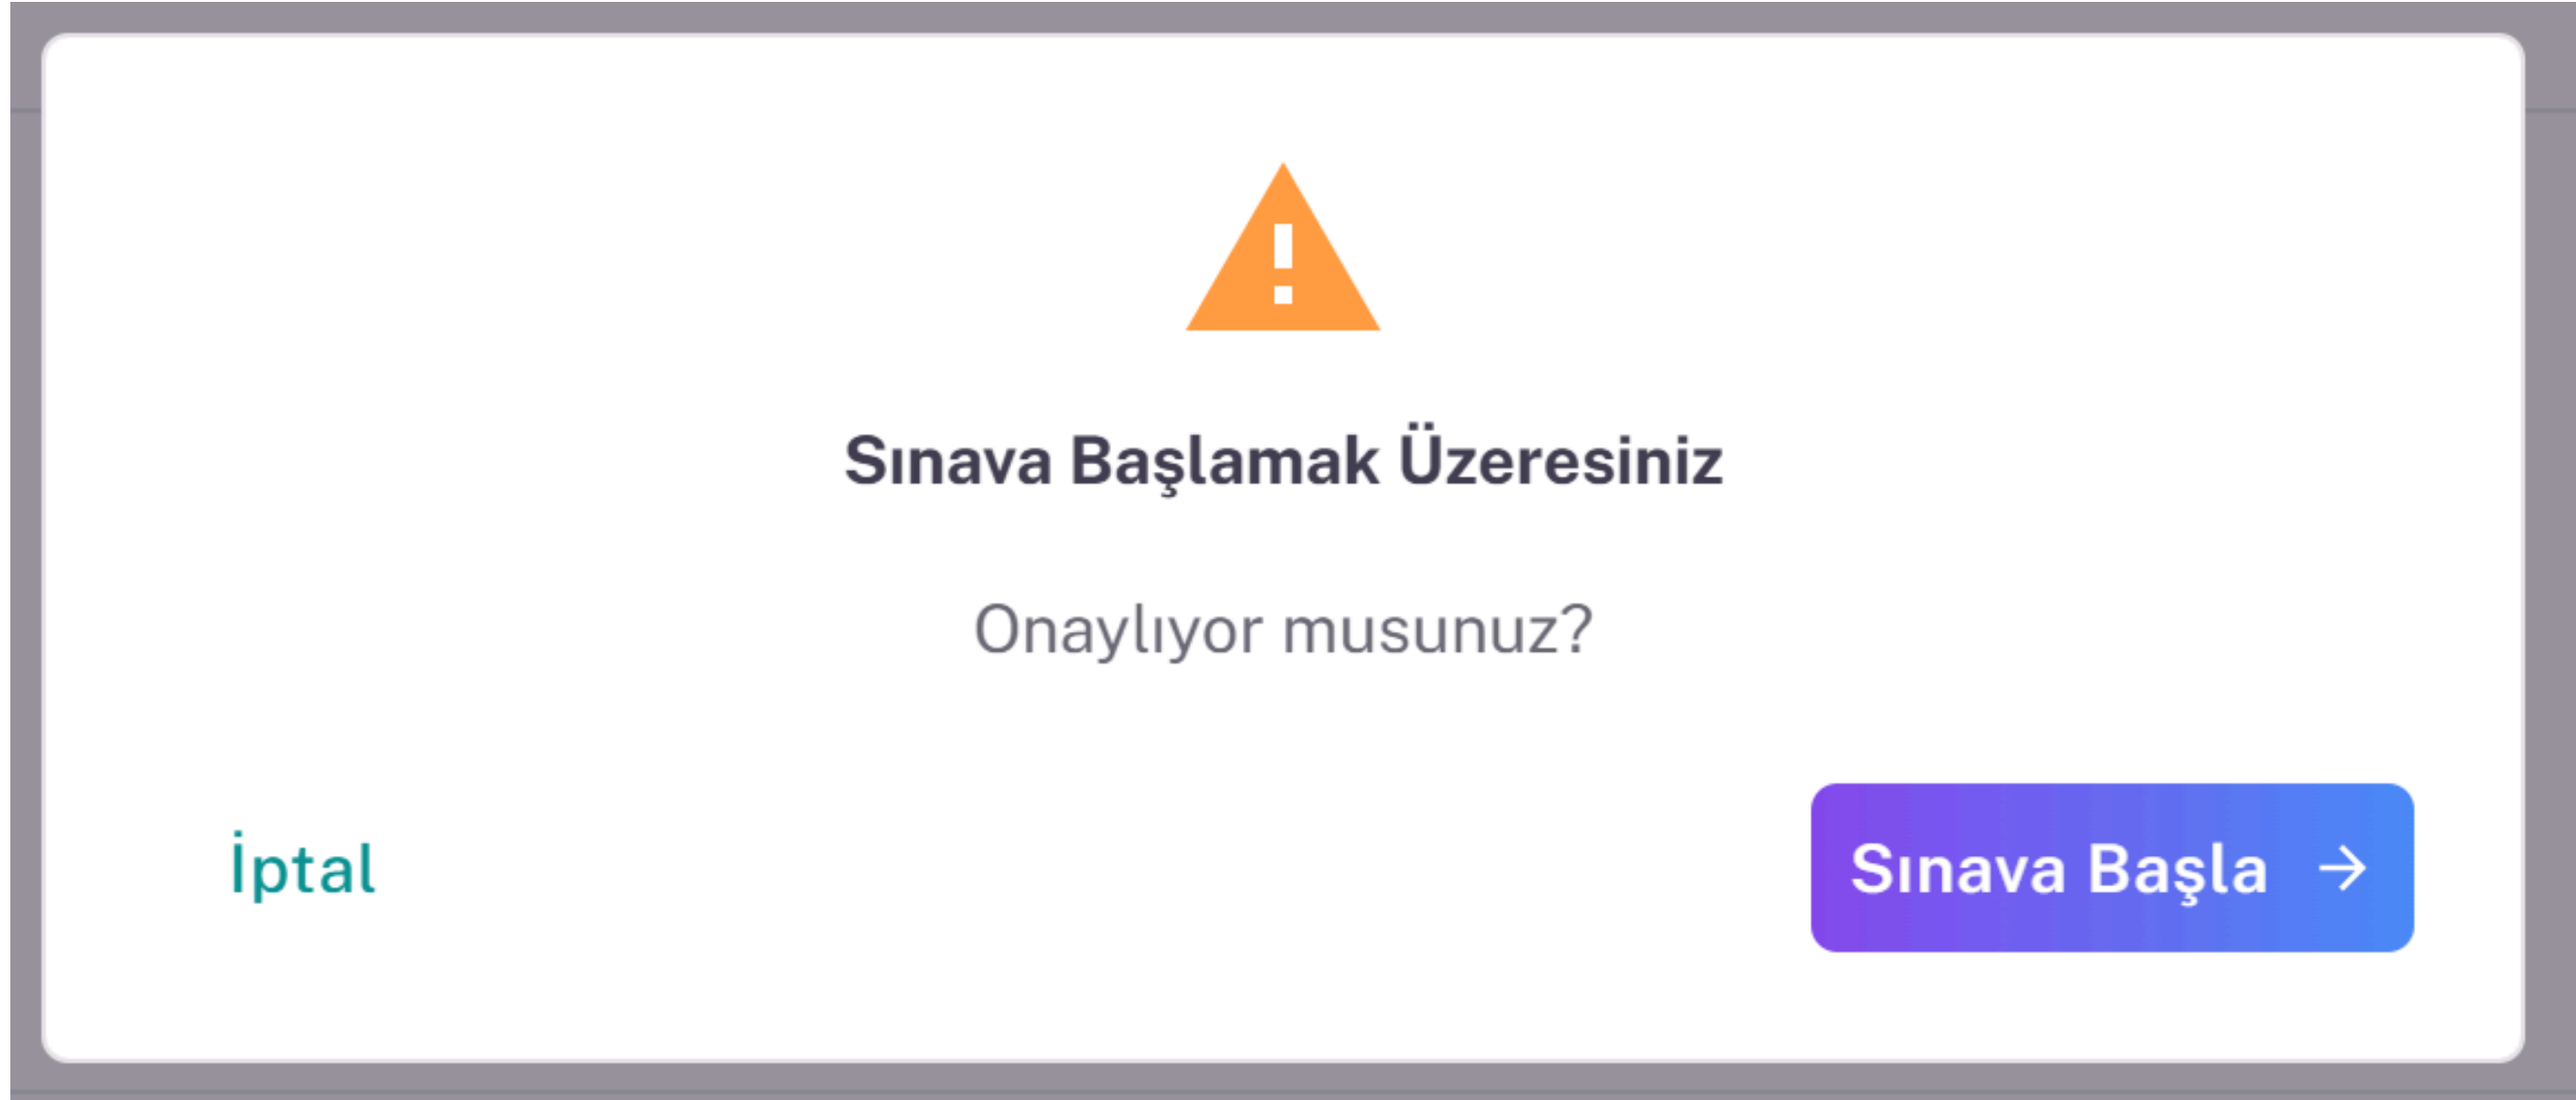 Sınava Başlamak Üzeresiniz
Onaylıyor musunuz?
İptal
Sınava Başla →